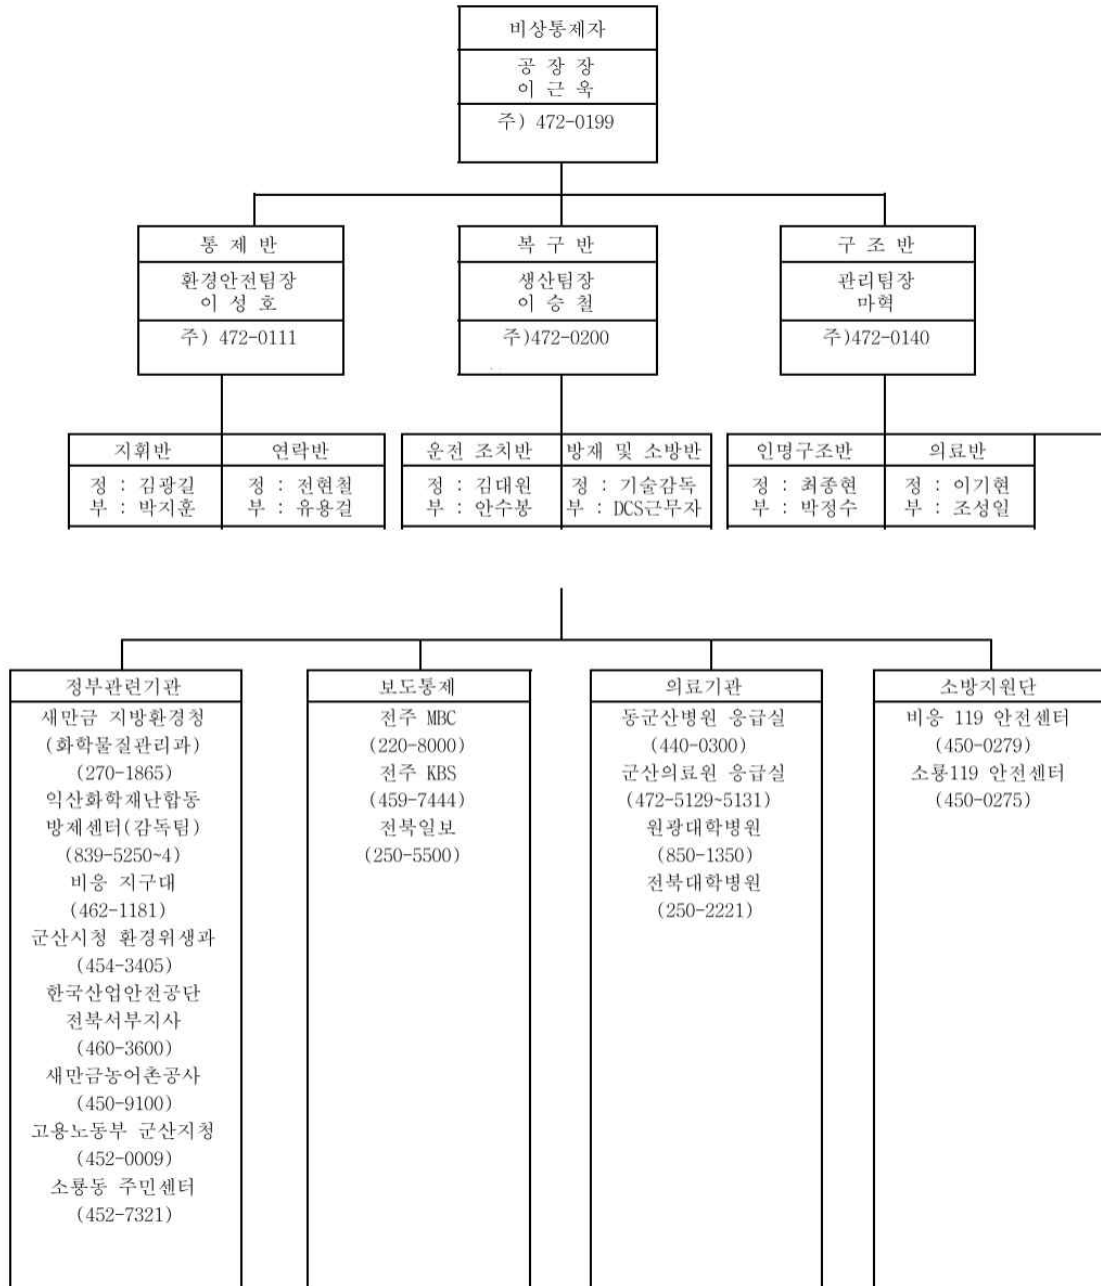 비상통제자
공 장 장
이 근 욱
주) 472-0199
통 제 반
환경안전팀장
이 성 호
주) 472-0111
복 구 반
생산팀장
이 승 철
주)472-0200
구 조 반
관리팀장
마혁
주)472-0140
지휘반
정 : 김광길
부 : 박지훈
연락반
정 : 전현철
부 : 유용걸
운전 조치반
정 : 김대원
부 : 안수봉
방재 및 소방반
정 : 기술감독
부 : DCS근무자
인명구조반
정 : 최종현
부 : 박정수
의료반
정 : 이기현
부 : 조성일
정부관련기관
새만금 지방환경청
(화학물질관리과)
(270-1865)
익산화학재난합동
방제센터(감독팀)
(839-5250~4)
비응 지구대
(462-1181)
군산시청 환경위생과
(454-3405)
한국산업안전공단
전북서부지사
(460-3600)
새만금농어촌공사
(450-9100)
고용노동부 군산지청
(452-0009)
소룡동 주민센터
(452-7321)
보도통제
전주 MBC
(220-8000)
전주 KBS
(459-7444)
전북일보
(250-5500)
의료기관
동군산병원 응급실
(440-0300)
군산의료원 응급실
(472-5129~5131)
원광대학병원
(850-1350)
전북대학병원
(250-2221)
소방지원단
비응 119 안전센터
(450-0279)
소룡119 안전센터
(450-0275)